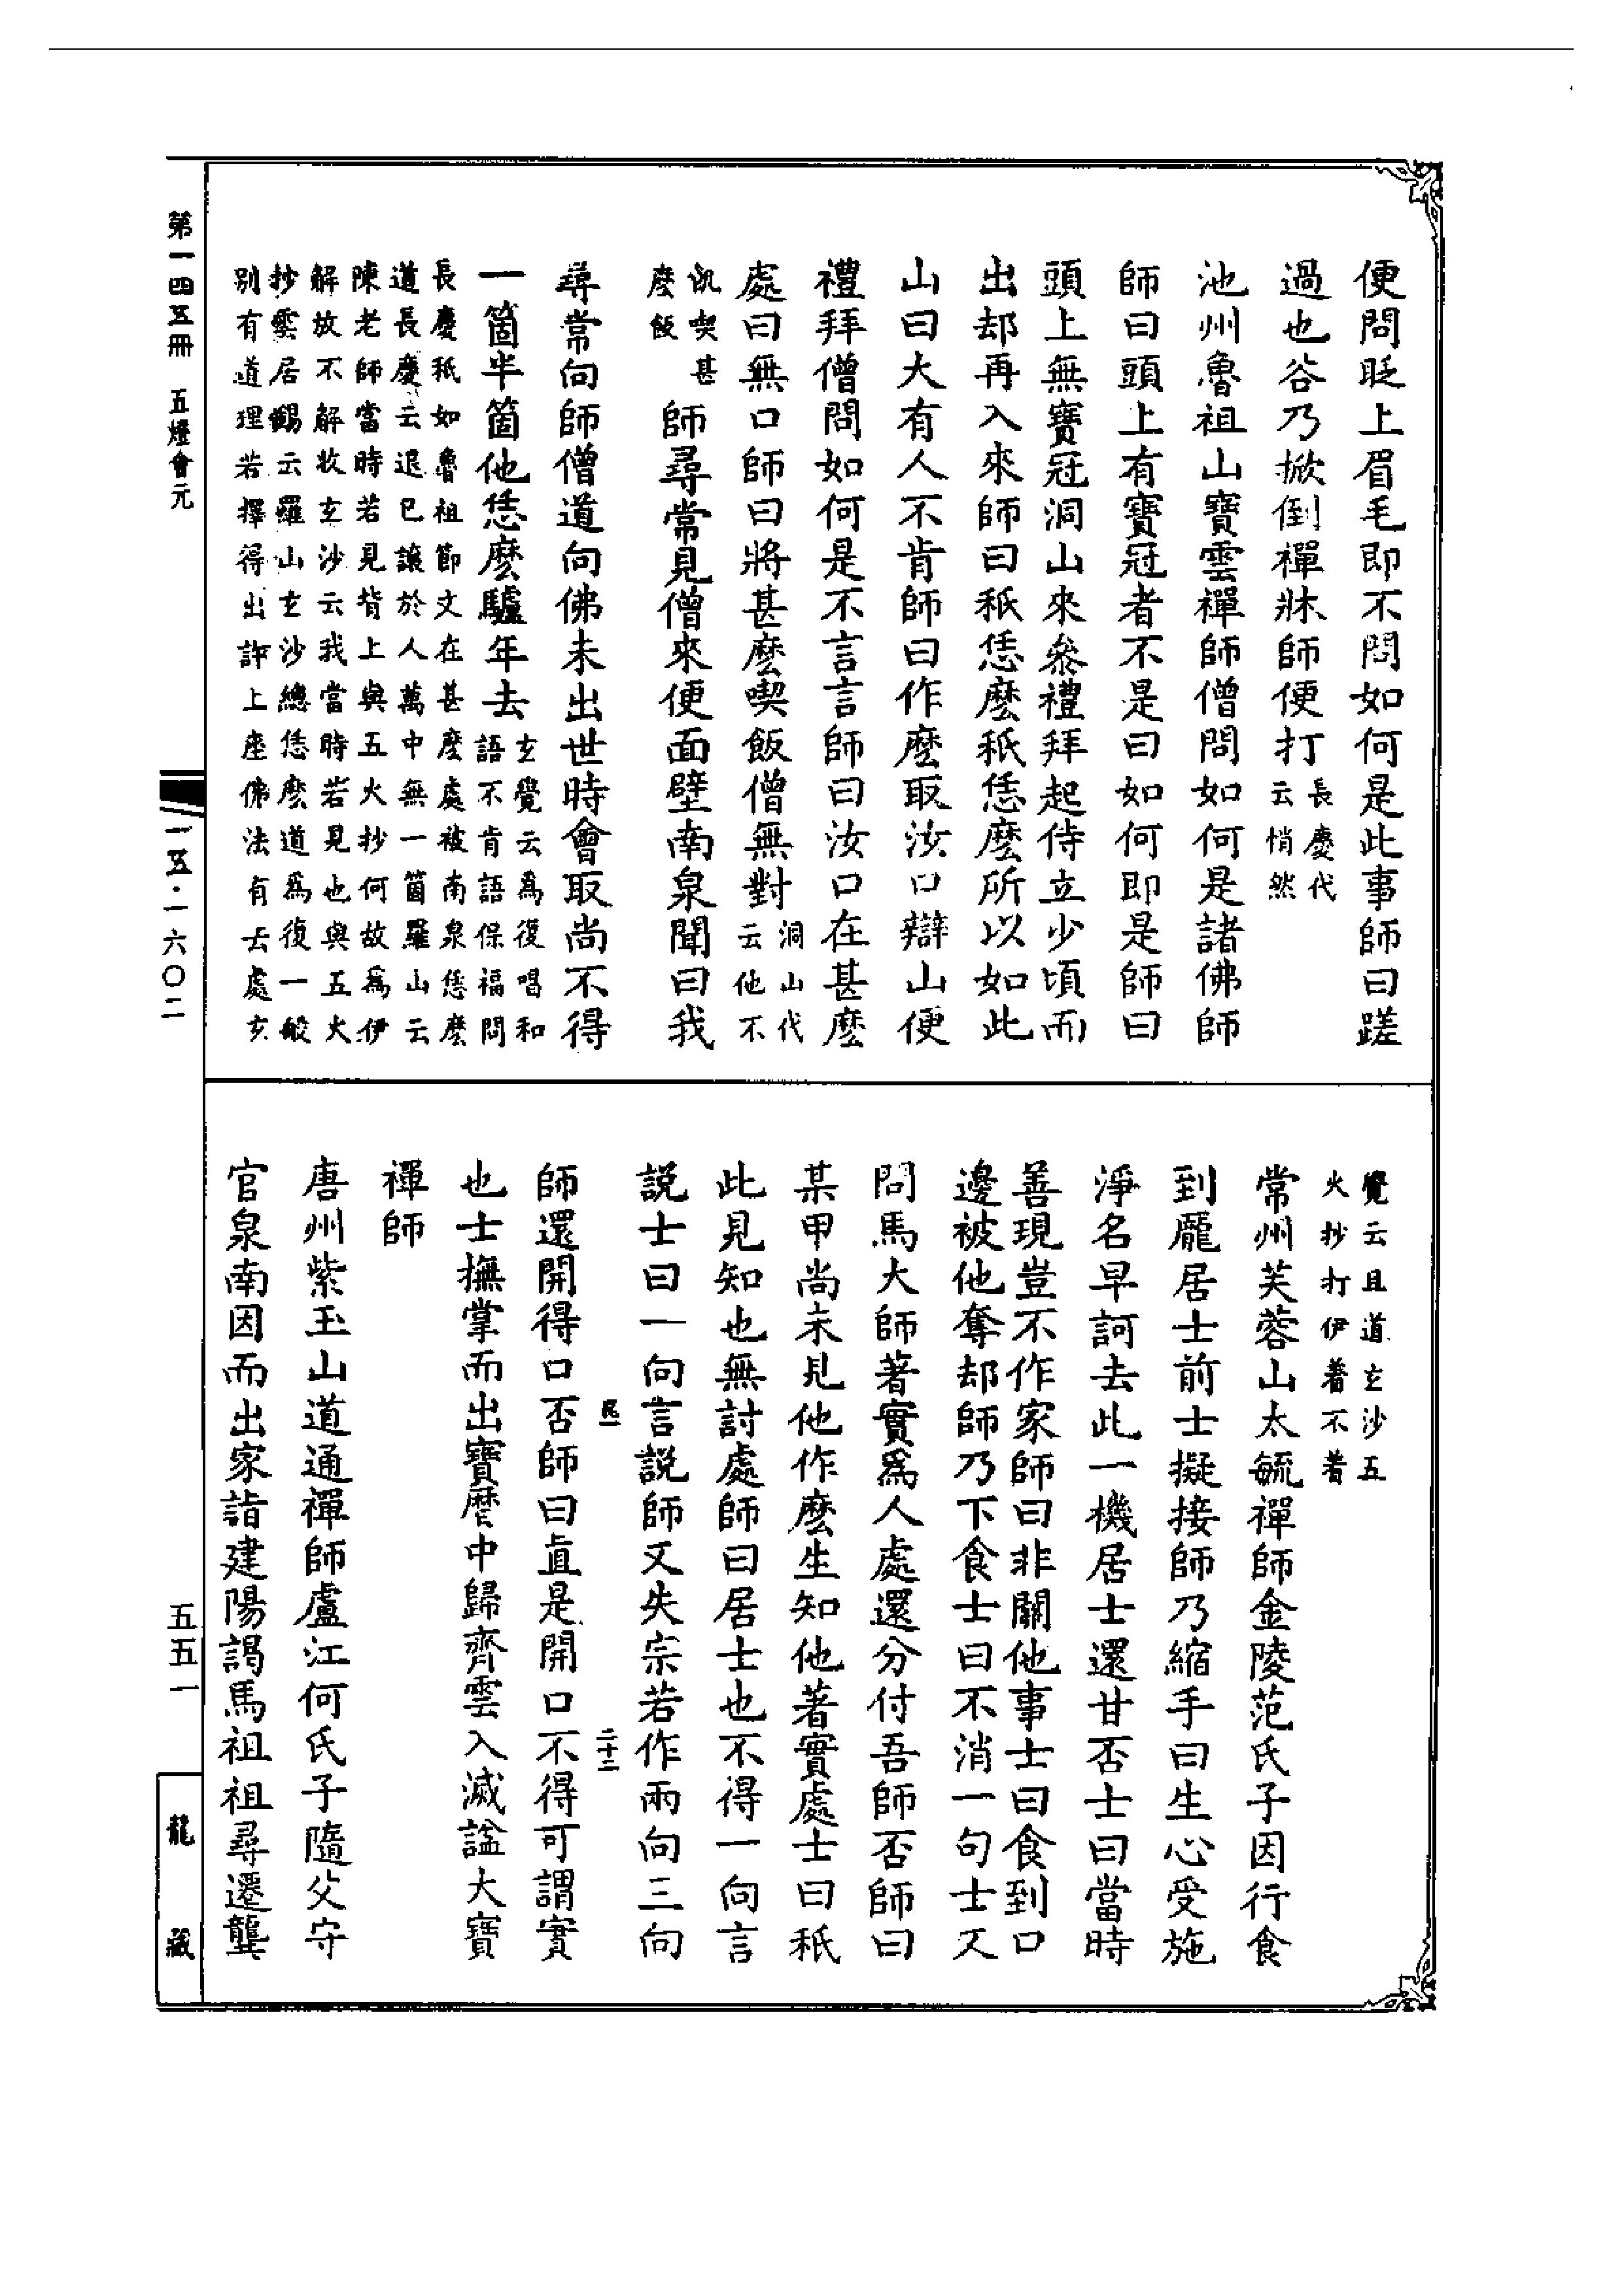 便問眨上眉毛即不問如何是此事師曰蹉
過也谷乃掀倒禪牀師便打長慶代云悄然
池州魯祖山寶雲禪師僧問如何是諸佛師
師曰頭上有寶冠者不是曰如何即是師曰
頭上無寶冠洞山來參禮拜起侍立少頃而
出却再入來師曰秖恁麽秖恁麽所以如此
山曰大有人不肯師曰作麽取汝口辯山便
禮拜僧問如何是不言言師曰汝口在甚麽
處曰無口師曰將甚麽喫飯僧無對洞山代云他不
飢喫甚麽飯師尋常見僧來便面壁南泉聞曰我
尋常向師僧道向佛未出世時會取尚不得
一箇半箇他恁麽驢年去玄覺云爲復唱和語不肯語保福問
長慶秖如魯祖節文在甚麽處被南泉恁麽
道長慶云退已讓於人萬中無一箇羅山云
陳老師當時若見背上與五火抄何故爲伊
解放不解收玄沙云我當時若見也與五火
抄雲居錫云羅山玄沙總恁麽道爲復一般
別有道理若擇得出許上座佛法有去處玄
覺云且道玄沙五
火抄打伊著不著
常州芙蓉山太毓禪師金陵范氏子因行食
到龐居士前士擬接師乃縮手曰生心受施
淨名早訶去此一機居士還甘否士曰當時
善現豈不作家師曰非關他事士曰食到口
邊被他奪却師乃下食士曰不消一句士又
問馬大師著實爲人處還分付吾師否師曰
某甲尚未見他作麽生知他著實處士曰秖
此見知也無討處師曰居士也不得一向言
說士曰一向言說師又失宗若作兩向三向
二十二
師還開得口否師曰直是開口不得可謂實
也士撫掌而出寶曆中歸齊雲入滅諡大寶
禪師
唐州紫玉山道通禪師盧江何氏子隨父守
官泉南因而出家詣建陽謁馬祖祖尋遷龔
第一四五冊　五燈會元
一五·一六〇二
五五一
龍藏